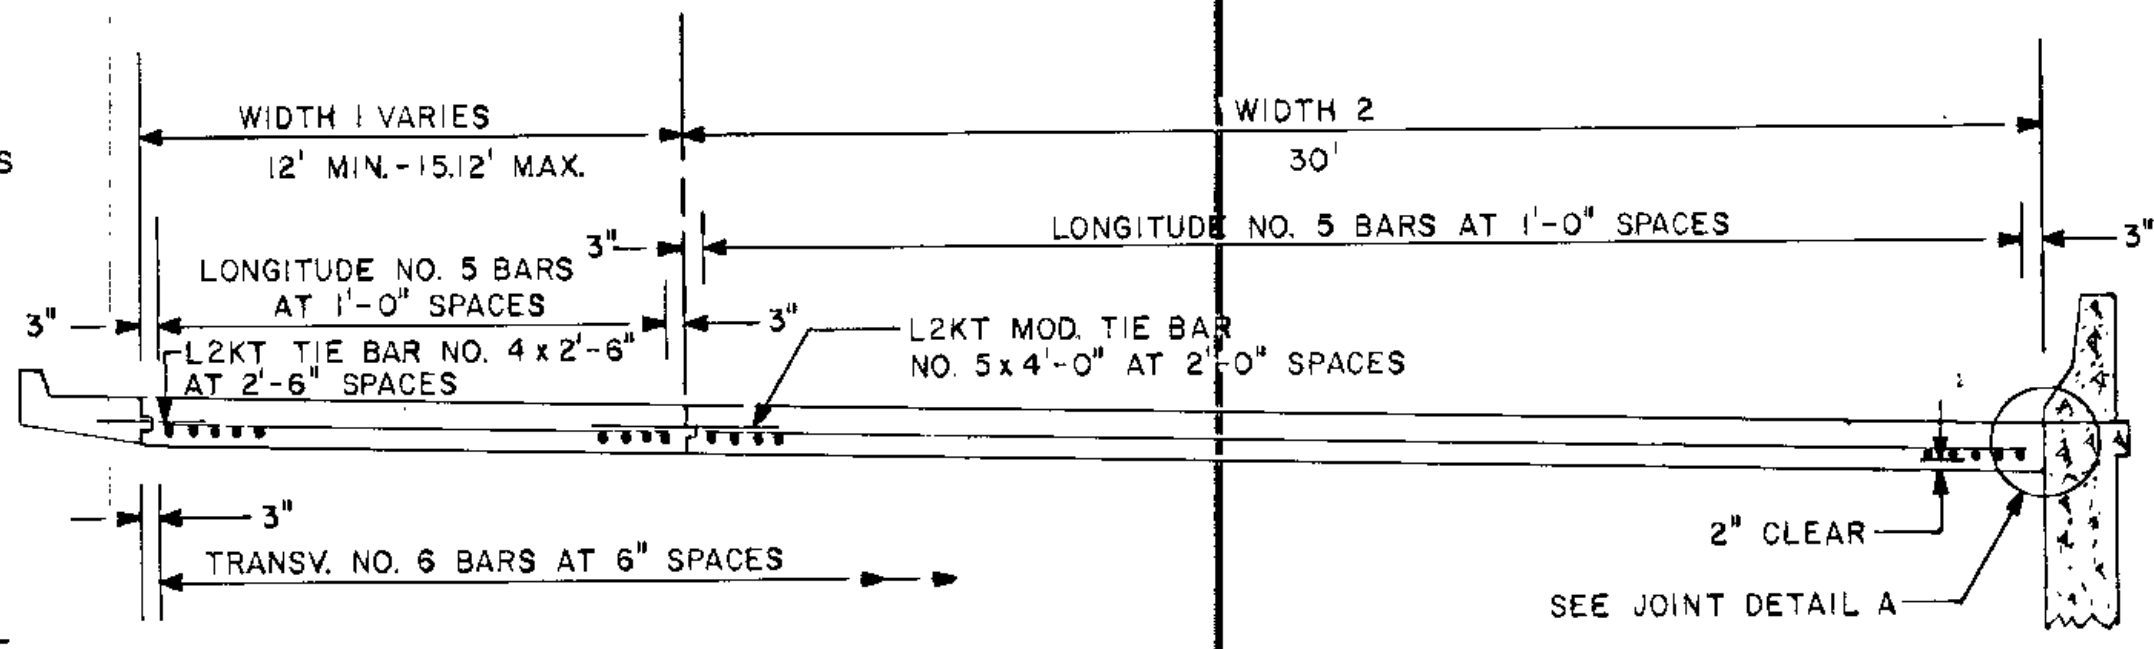 WIDTH 1 VARIES
12' MIN.-15.12' MAX.
WIDTH 2
30'
S
LONGITUDE NO. 5 BARS AT 1'-0" SPACES
3"
3"
LONGITUDE NO. 5 BARS
AT 1'-0" SPACES
3"
3"
L2KT TIE BAR NO. 4 x 2'-6"
AT 2'-6" SPACES
L2KT MOD. TIE BAR
NO. 5 x 4'-0" AT 2'-0" SPACES
3"
TRANSV. NO. 6 BARS AT 6" SPACES
2" CLEAR
SEE JOINT DETAIL A